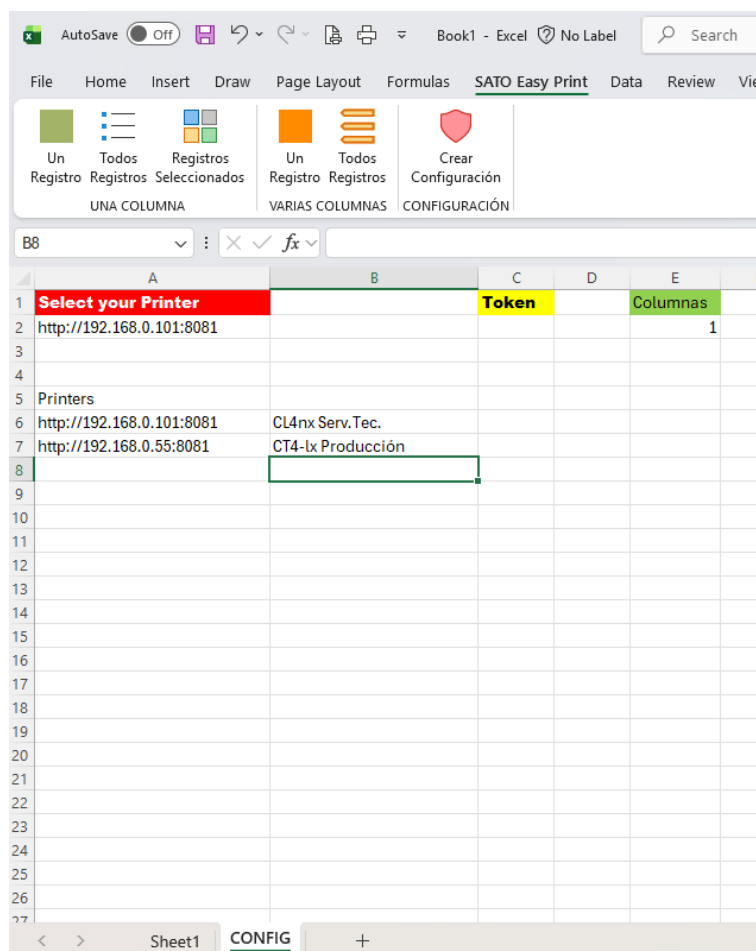 AutoSave Off Book1 - Excel No Label Search
File Home Insert Draw Page Layout Formulas SATO Easy Print Data Review Vie
Un Todos Registros Un Todos Crear
Registro Registros Seleccionados Registro Registros Configuración
UNA COLUMNA VARIAS COLUMNAS CONFIGURACIÓN
B8 fx
A B C D E
1 Select your Printer Token Columnas
2 http://192.168.0.101:8081 1
3
4
5 Printers
6 http://192.168.0.101:8081 CL4nx Serv.Tec.
7 http://192.168.0.55:8081 CT4-lx Producción
8
9
10
11
12
13
14
15
16
17
18
19
20
21
22
23
24
25
26
27
Sheet1 CONFIG